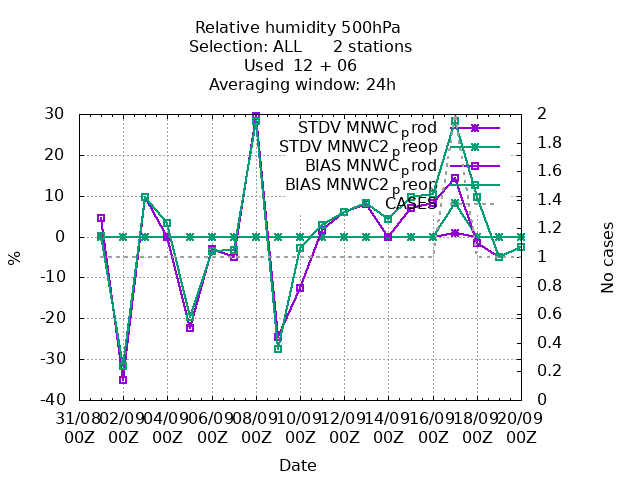 Relative humidity 500hPa
Selection: ALL 2 stations
Used 12 + 06
Averaging window: 24h
30
20
10
0
-10
-20
-30
-40
%
2
1.8
1.6
1.4
1.2
1
0.8
0.6
0.4
0.2
0
No cases
STDV MNWC_prod
STDV MNWC2_preop
BIAS MNWC_prod
BIAS MNWC2_preop
CASES
31/08 02/09 04/09 06/09 08/09 10/09 12/09 14/09 16/09 18/09 20/09
00Z 00Z 00Z 00Z 00Z 00Z 00Z 00Z 00Z 00Z 00Z
Date